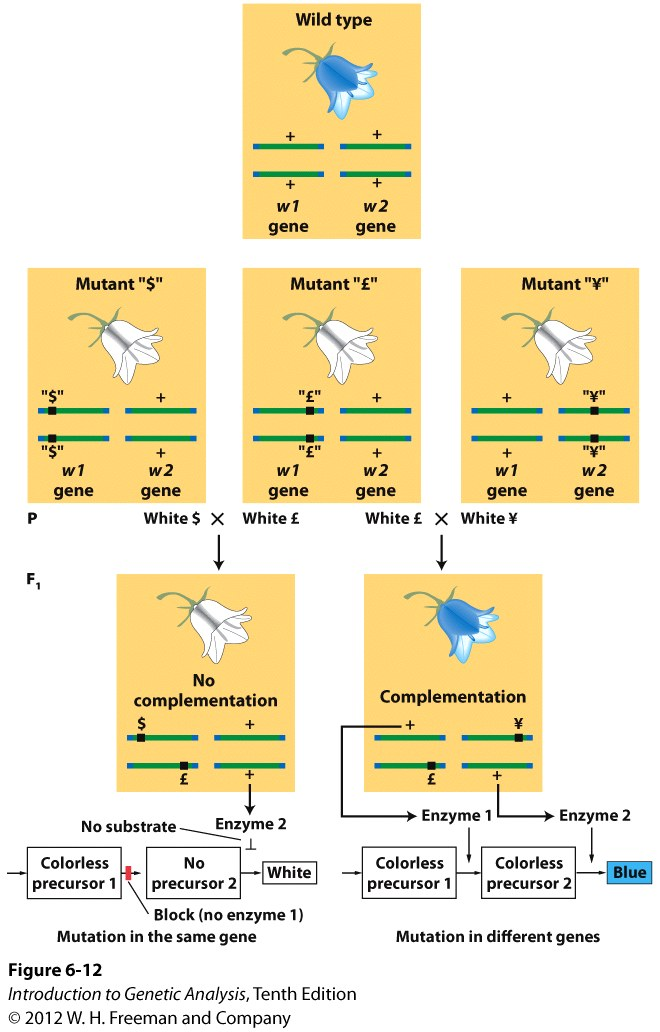 Wild type
+ +
+ +
w1 w2
gene gene
Mutant "$" Mutant "£" Mutant "¥"
"$" + "£" + + "¥"
"$" + "£" + + "¥"
w1 w2 w1 w2 w1 w2
gene gene gene gene gene gene
P White $ × White £ White £ × White ¥
F1
No
complementation
Complementation
$ + + ¥
£ + £ +
Enzyme 2 Enzyme 1 Enzyme 2
No substrate
Colorless
precursor 1
No
precursor 2
White
Colorless
precursor 1
Colorless
precursor 2
Blue
Block (no enzyme 1)
Mutation in the same gene Mutation in different genes
Figure 6-12
Introduction to Genetic Analysis, Tenth Edition
© 2012 W. H. Freeman and Company